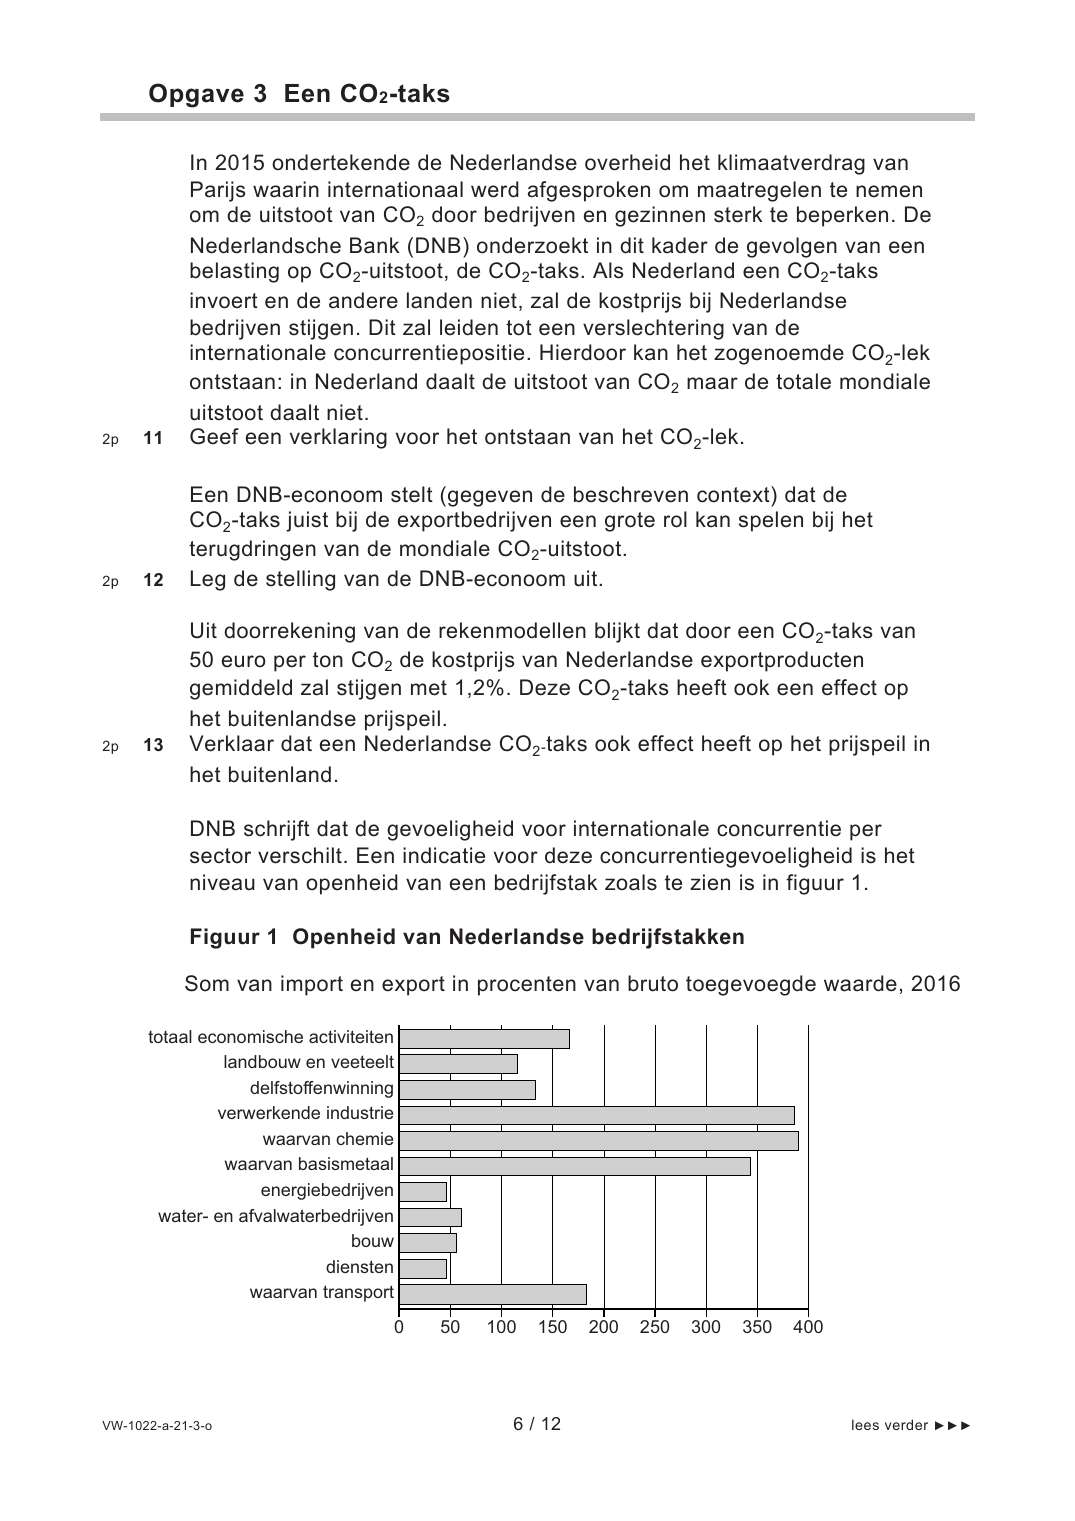 Opgave 3 Een CO2-taks
In 2015 ondertekende de Nederlandse overheid het klimaatverdrag van
Parijs waarin internationaal werd afgesproken om maatregelen te nemen
om de uitstoot van CO2 door bedrijven en gezinnen sterk te beperken. De
Nederlandsche Bank (DNB) onderzoekt in dit kader de gevolgen van een
belasting op CO2-uitstoot, de CO2-taks. Als Nederland een CO2-taks
invoert en de andere landen niet, zal de kostprijs bij Nederlandse
bedrijven stijgen. Dit zal leiden tot een verslechtering van de
internationale concurrentiepositie. Hierdoor kan het zogenoemde CO2-lek
ontstaan: in Nederland daalt de uitstoot van CO2 maar de totale mondiale
uitstoot daalt niet.
2p 11 Geef een verklaring voor het ontstaan van het CO2-lek.
Een DNB-econoom stelt (gegeven de beschreven context) dat de
CO2-taks juist bij de exportbedrijven een grote rol kan spelen bij het
terugdringen van de mondiale CO2-uitstoot.
2p 12 Leg de stelling van de DNB-econoom uit.
Uit doorrekening van de rekenmodellen blijkt dat door een CO2-taks van
50 euro per ton CO2 de kostprijs van Nederlandse exportproducten
gemiddeld zal stijgen met 1,2%. Deze CO2-taks heeft ook een effect op
het buitenlandse prijspeil.
2p 13 Verklaar dat een Nederlandse CO2-taks ook effect heeft op het prijspeil in
het buitenland.
DNB schrijft dat de gevoeligheid voor internationale concurrentie per
sector verschilt. Een indicatie voor deze concurrentiegevoeligheid is het
niveau van openheid van een bedrijfstak zoals te zien is in figuur 1.
Figuur 1 Openheid van Nederlandse bedrijfstakken
Som van import en export in procenten van bruto toegevoegde waarde, 2016
totaal economische activiteiten
landbouw en veeteelt
delfstoffenwinning
verwerkende industrie
waarvan chemie
waarvan basismetaal
energiebedrijven
water- en afvalwaterbedrijven
bouw
diensten
waarvan transport
0 50 100 150 200 250 300 350 400
VW-1022-a-21-3-o 6 / 12 lees verder ►►►